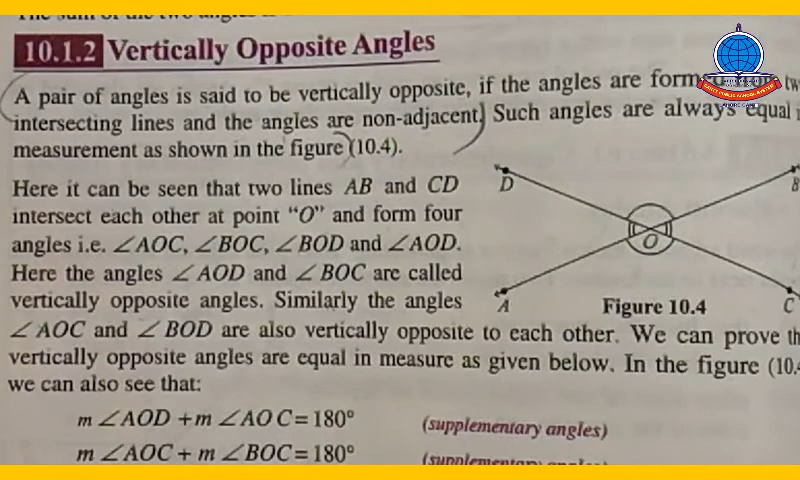 10.1.2 Vertically Opposite Angles
A pair of angles is said to be vertically opposite, if the angles are
intersecting lines and the angles are non-adjacent. Such angles are always equal
measurement as shown in the figure (10.4).
Here it can be seen that two lines AB and CD
intersect each other at point "O" and form four
angles i.e. ∠AOC, ∠BOC, ∠BOD and ∠AOD.
Here the angles ∠AOD and ∠BOC are called
vertically opposite angles. Similarly the angles
D
B
O
A
C
Figure 10.4
∠AOC and ∠BOD are also vertically opposite to each other. We can prove
vertically opposite angles are equal in measure as given below. In the figure
we can also see that:
m∠AOD + m∠AOC = 180° (supplementary angles)
m∠AOC + m∠BOC = 180°